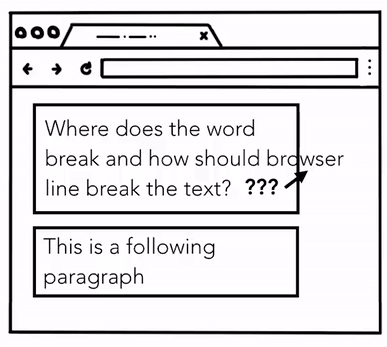 Where does the word
break and how should browser
line break the text? ???
This is a following
paragraph